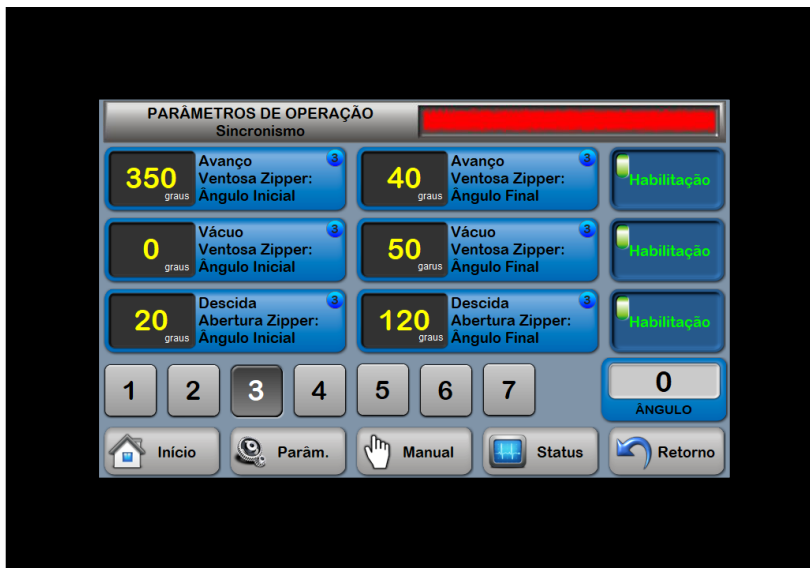 PARÂMETROS DE OPERAÇÃO
Sincronismo
350
graus
Avanço
Ventosa Zipper:
Ângulo Inicial
3
40
graus
Avanço
Ventosa Zipper:
Ângulo Final
3
Habilitação
0
graus
Vácuo
Ventosa Zipper:
Ângulo Inicial
3
50
garus
Vácuo
Ventosa Zipper:
Ângulo Final
3
Habilitação
20
graus
Descida
Abertura Zipper:
Ângulo Inicial
3
120
graus
Descida
Abertura Zipper:
Ângulo Final
3
Habilitação
1 2 3 4 5 6 7
0
ÂNGULO
Início
Parâm.
Manual
Status
Retorno